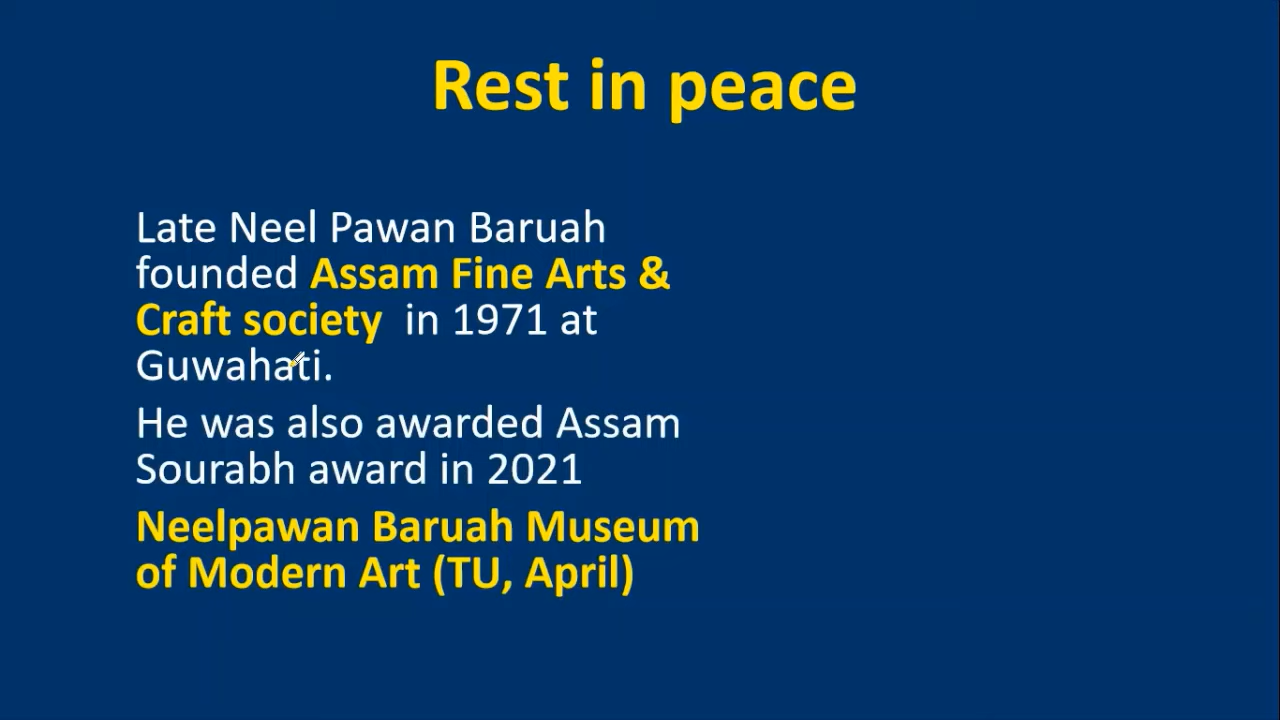 Rest in peace
Late Neel Pawan Baruah
founded Assam Fine Arts &
Craft society in 1971 at
Guwahati.
He was also awarded Assam
Sourabh award in 2021
Neelpawan Baruah Museum
of Modern Art (TU, April)